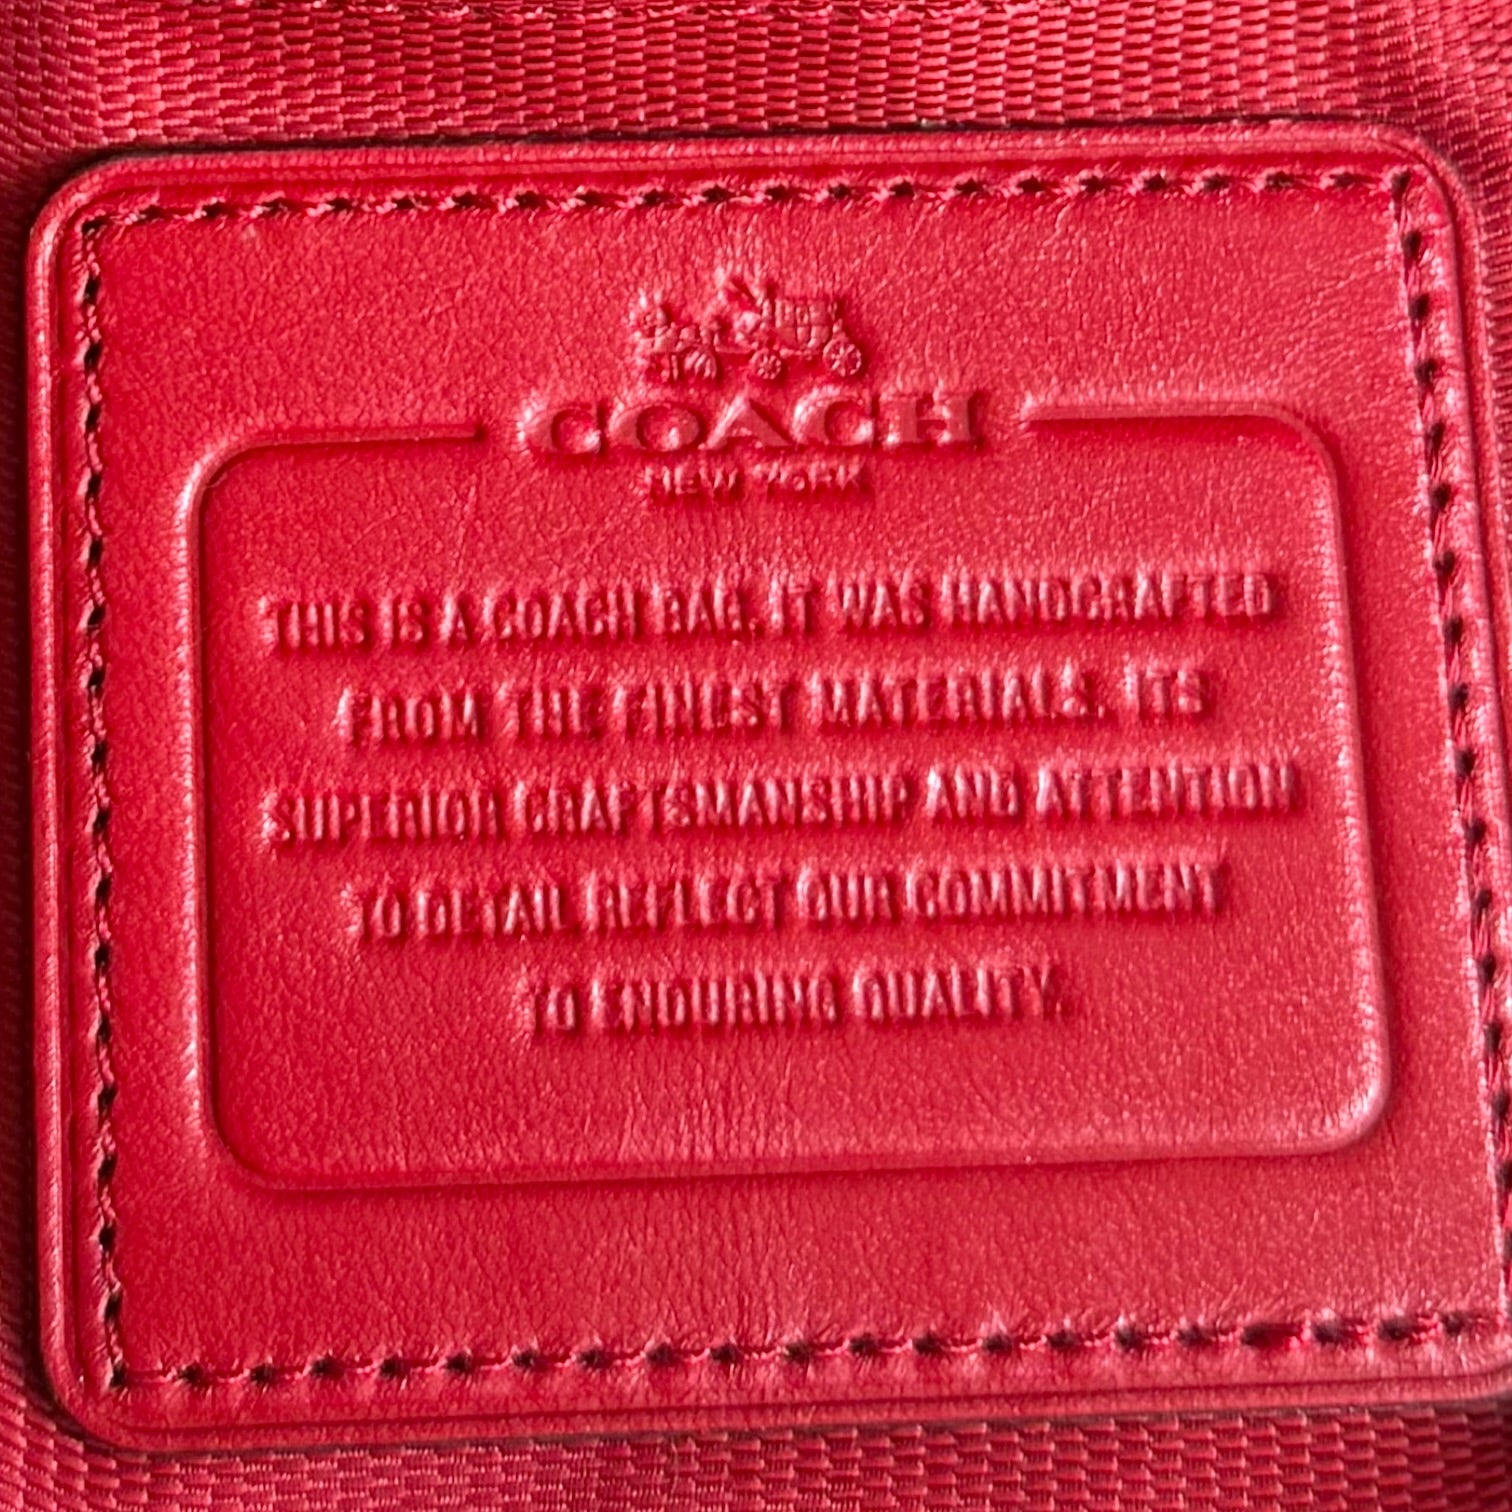 COACH
NEW YORK
THIS IS A COACH BAG. IT WAS HANDCRAFTED
FROM THE FINEST MATERIALS. ITS
SUPERIOR CRAFTSMANSHIP AND ATTENTION
TO DETAIL REFLECT OUR COMMITMENT
TO ENDURING QUALITY.